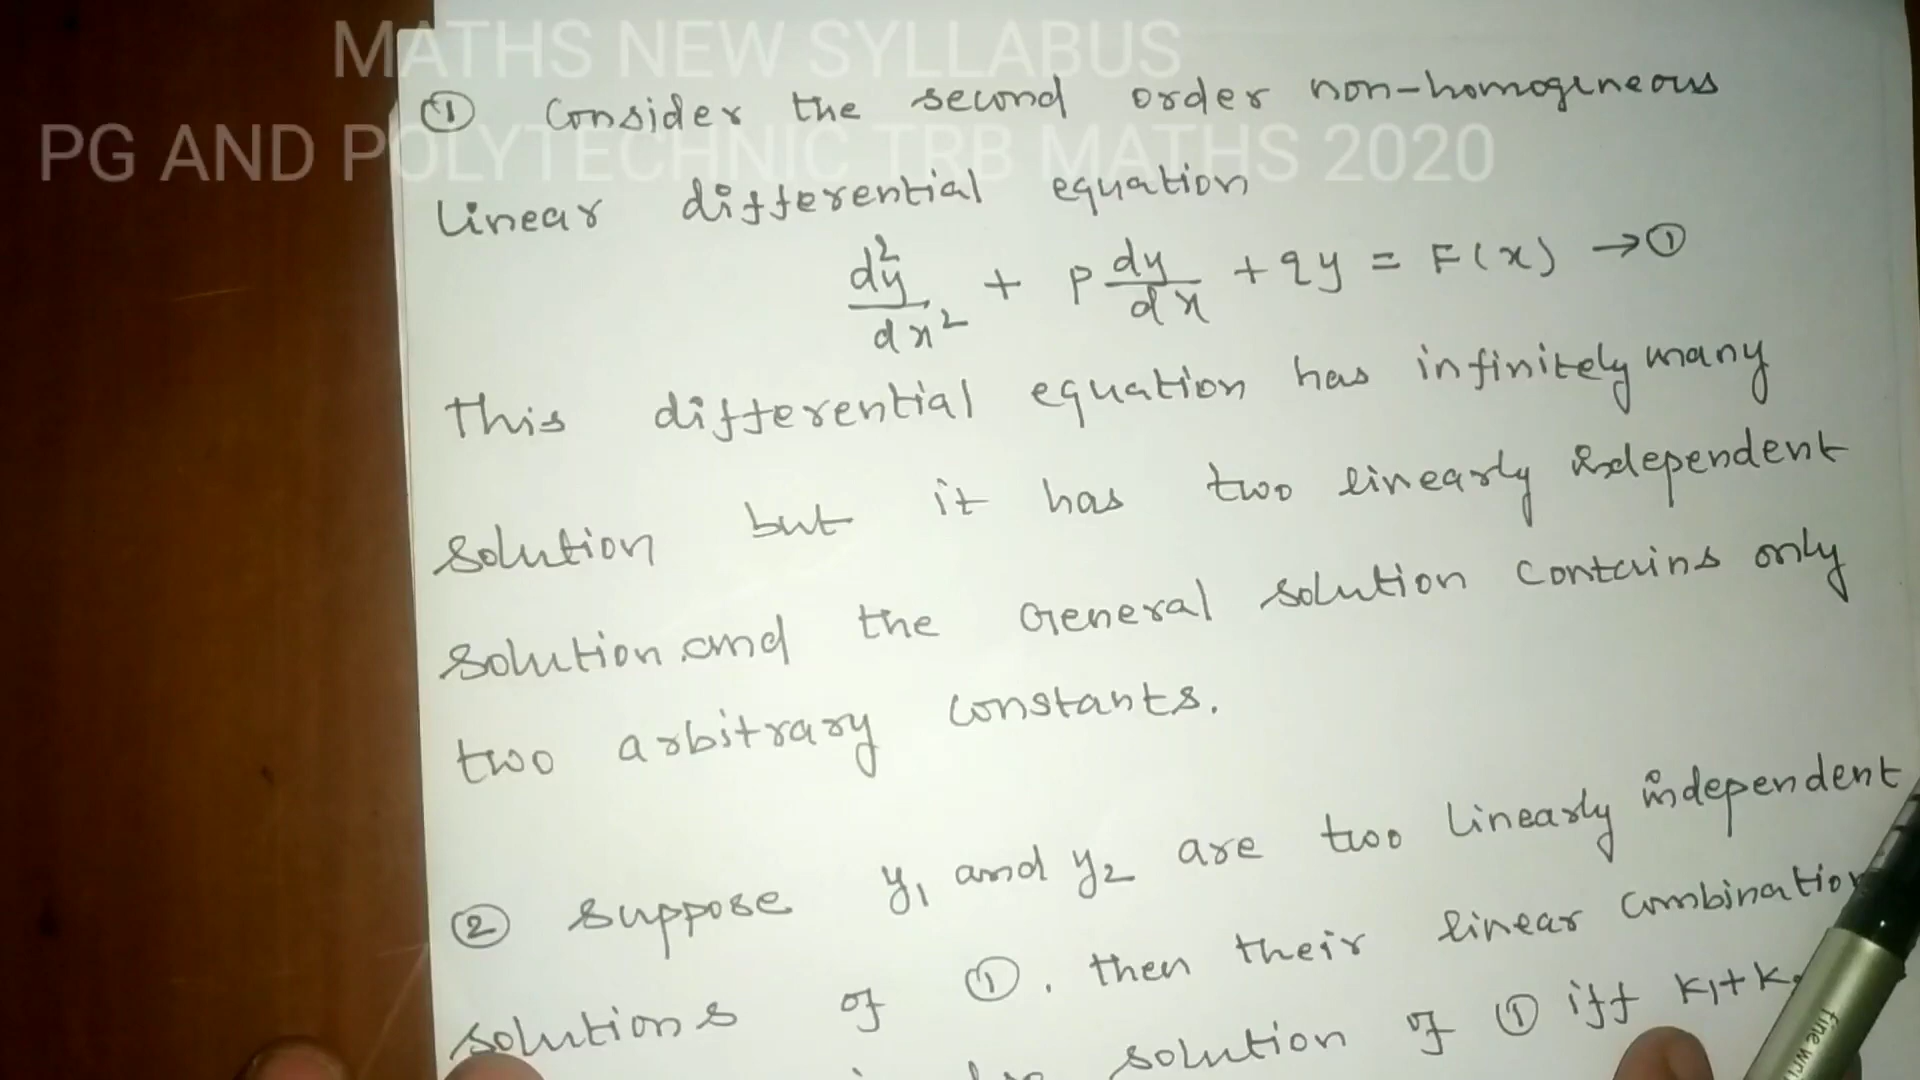 MATHS NEW SYLLABUS
PG AND POLYTECHNIC TRB MATHS 2020
① Consider the second order non-homogeneous
linear differential equation
d²y/dx² + p dy/dx + qy = F(x) → ①
This differential equation has infinitely many
solution but it has two linearly independent
solution and the General solution contains only
two arbitrary constants.
② Suppose y₁ and y₂ are two linearly independent
solutions of ①. then their linear combination
solution of ① iff k₁+k
fine wri